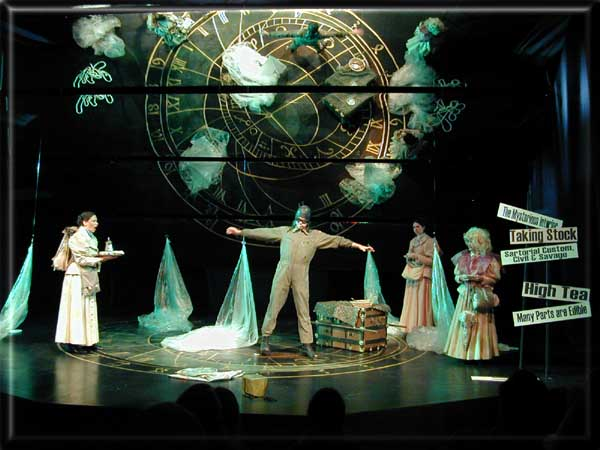 The Mysterious Interior
Taking Stock
Sartorial Custom,
Civil & Savage
High Tea
Many Parts are Edible